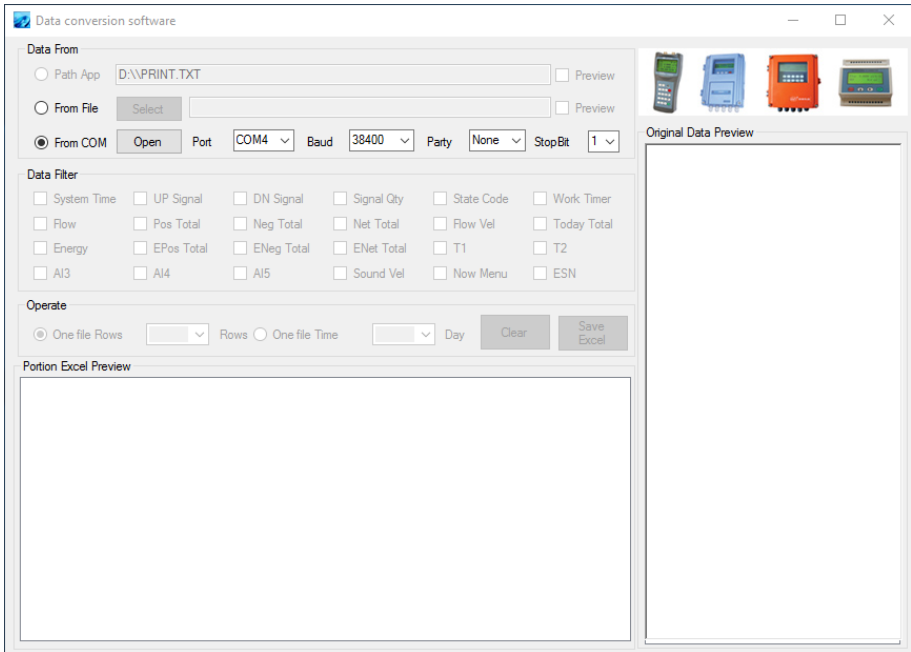 Data conversion software
Data From
Path App D:\\PRINT.TXT Preview
From File Select Preview
From COM Open Port COM4 Baud 38400 Party None StopBit 1
Original Data Preview
Data Filter
System Time UP Signal DN Signal Signal Qty State Code Work Timer
Flow Pos Total Neg Total Net Total Flow Vel Today Total
Energy EPos Total ENeg Total ENet Total T1 T2
AI3 AI4 AI5 Sound Vel Now Menu ESN
Operate
One file Rows Rows One file Time Day Clear Save
Excel
Portion Excel Preview